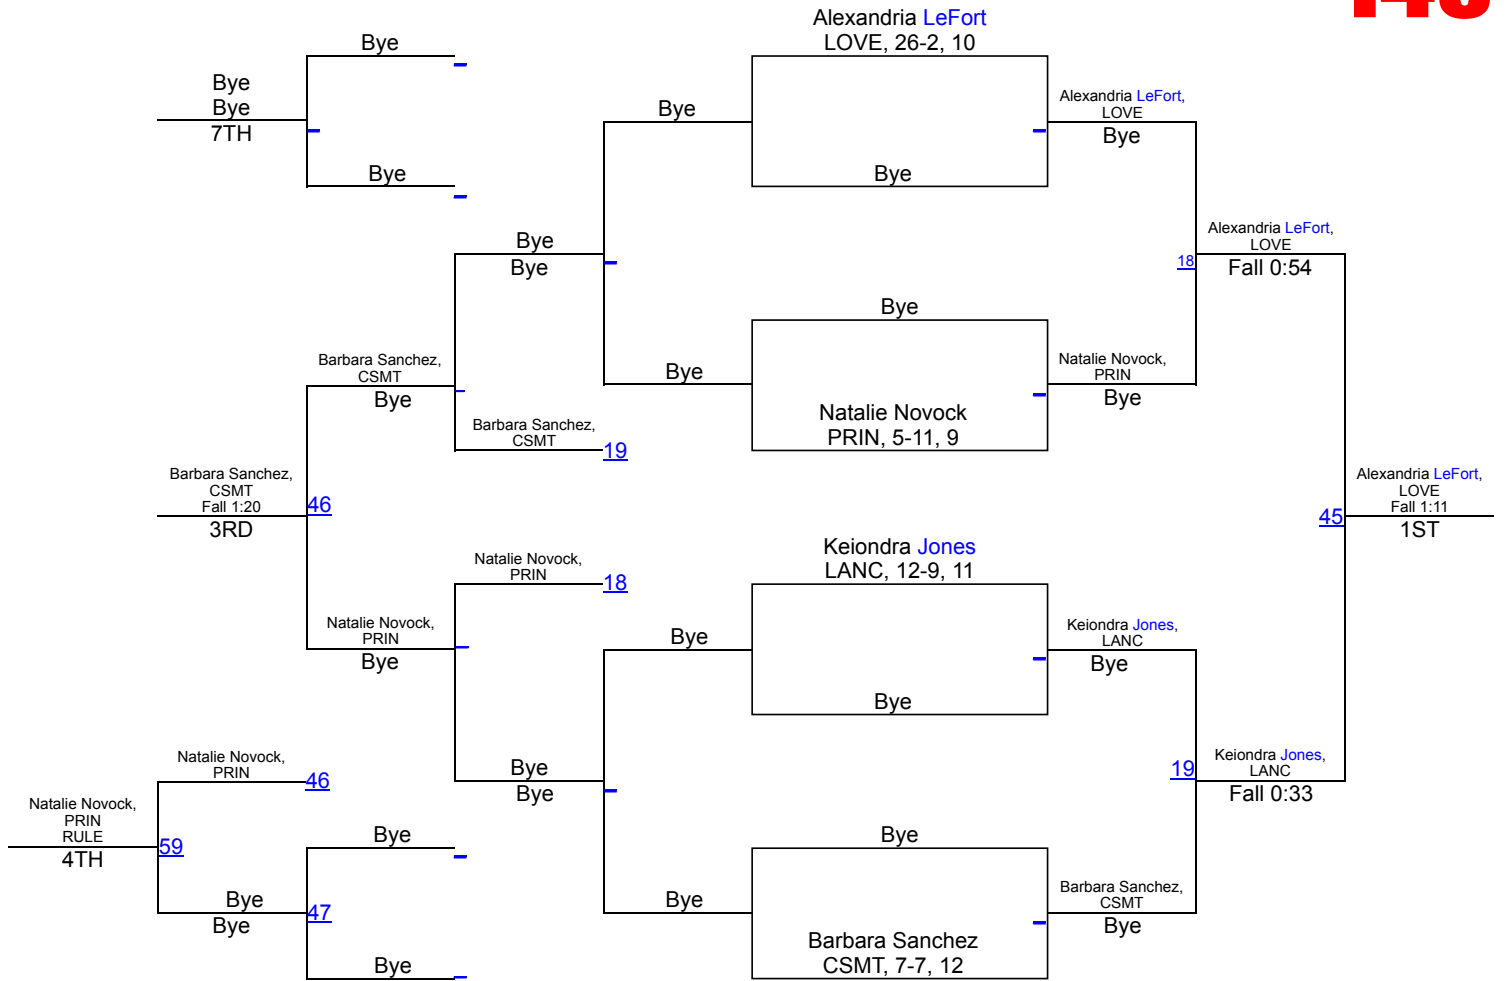 Alexandria LeFort
LOVE, 26-2, 10
Bye
Bye
Bye
7TH
Bye
Bye
Alexandria LeFort,
LOVE
Bye
Bye
Bye
Bye
Alexandria LeFort,
LOVE
18
Fall 0:54
Bye
Bye
Natalie Novock,
PRIN
Bye
Natalie Novock
PRIN, 5-11, 9
Barbara Sanchez,
CSMT
Bye
Barbara Sanchez,
CSMT
19
Barbara Sanchez,
CSMT
Fall 1:20
3RD
46
Alexandria LeFort,
LOVE
Fall 1:11
1ST
45
Keiondra Jones
LANC, 12-9, 11
Natalie Novock,
PRIN
18
Natalie Novock,
PRIN
Bye
Bye
Keiondra Jones,
LANC
Bye
Bye
Natalie Novock,
PRIN
46
Bye
Bye
19
Keiondra Jones,
LANC
Fall 0:33
Natalie Novock,
PRIN
RULE
4TH
59
Bye
Bye
Bye
Bye
47
Bye
Bye
Barbara Sanchez,
CSMT
Bye
Barbara Sanchez
CSMT, 7-7, 12